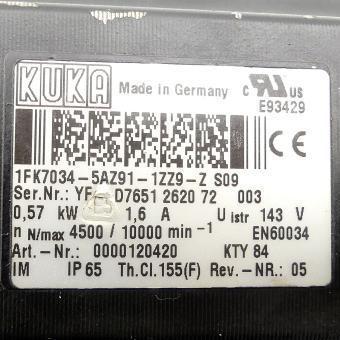 KUKA Made in Germany c RU US
E93429
CE
1FK7034-5AZ91-1ZZ9-Z S09
Ser.Nr.: D7651 2620 72 003
0,57 kW 1,6 A U istr 143 V
n N/max 4500 / 10000 min -1 EN60034
Art.-Nr.: 0000120420 KTY 84
IM IP 65 Th.Cl.155(F) Rev.-NR.: 05